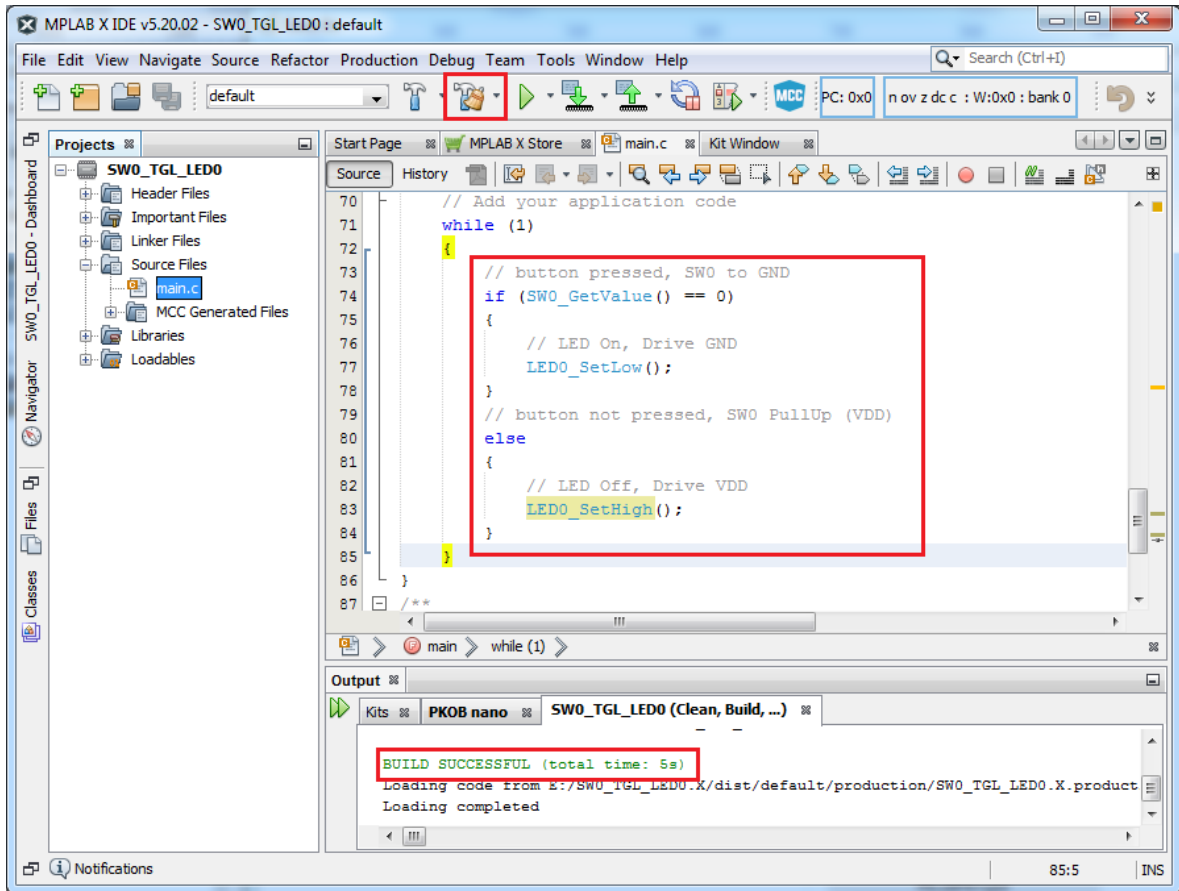 MPLAB X IDE v5.20.02 - SW0_TGL_LED0 : default
File Edit View Navigate Source Refactor Production Debug Team Tools Window Help
Search (Ctrl+I)
default
MCC
PC: 0x0
n ov z dc c : W:0x0 : bank 0
SW0_TGL_LED0 - Dashboard
Navigator
Files
Classes
Projects
SW0_TGL_LED0
Header Files
Important Files
Linker Files
Source Files
main.c
MCC Generated Files
Libraries
Loadables
Start Page MPLAB X Store main.c Kit Window
Source History
70 // Add your application code
71 while (1)
72 {
73 // button pressed, SW0 to GND
74 if (SW0_GetValue() == 0)
75 {
76 // LED On, Drive GND
77 LED0_SetLow();
78 }
79 // button not pressed, SW0 PullUp (VDD)
80 else
81 {
82 // LED Off, Drive VDD
83 LED0_SetHigh();
84 }
85 }
86 }
87 /**
main while (1)
Output
Kits PKOB nano SW0_TGL_LED0 (Clean, Build, ...)
BUILD SUCCESSFUL (total time: 5s)
Loading code from E:/SW0_TGL_LED0.X/dist/default/production/SW0_TGL_LED0.X.product
Loading completed
Notifications
85:5 INS